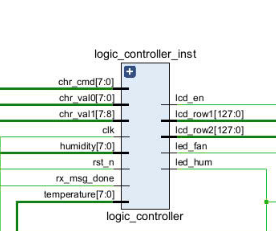 logic_controller_inst
chr_cmd[7:0]
chr_val0[7:0]
chr_val1[7:8]
clk
humidity[7:0]
rst_n
rx_msg_done
temperature[7:0]
lcd_en
lcd_row1[127:0]
lcd_row2[127:0]
led_fan
led_hum
logic_controller